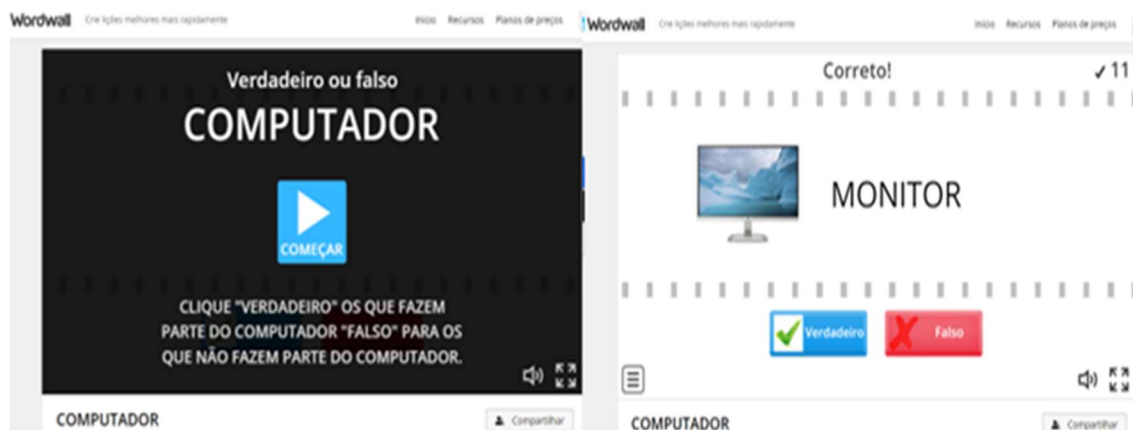 Wordwall Crie lições melhores mais rapidamente Início Recursos Planos de preços
Verdadeiro ou falso
COMPUTADOR
COMEÇAR
CLIQUE "VERDADEIRO" OS QUE FAZEM
PARTE DO COMPUTADOR "FALSO" PARA OS
QUE NÃO FAZEM PARTE DO COMPUTADOR.
COMPUTADOR Compartilhar
Wordwall Crie lições melhores mais rapidamente Início Recursos Planos de preços
Correto! ✓ 11
MONITOR
Verdadeiro Falso
COMPUTADOR Compartilhar